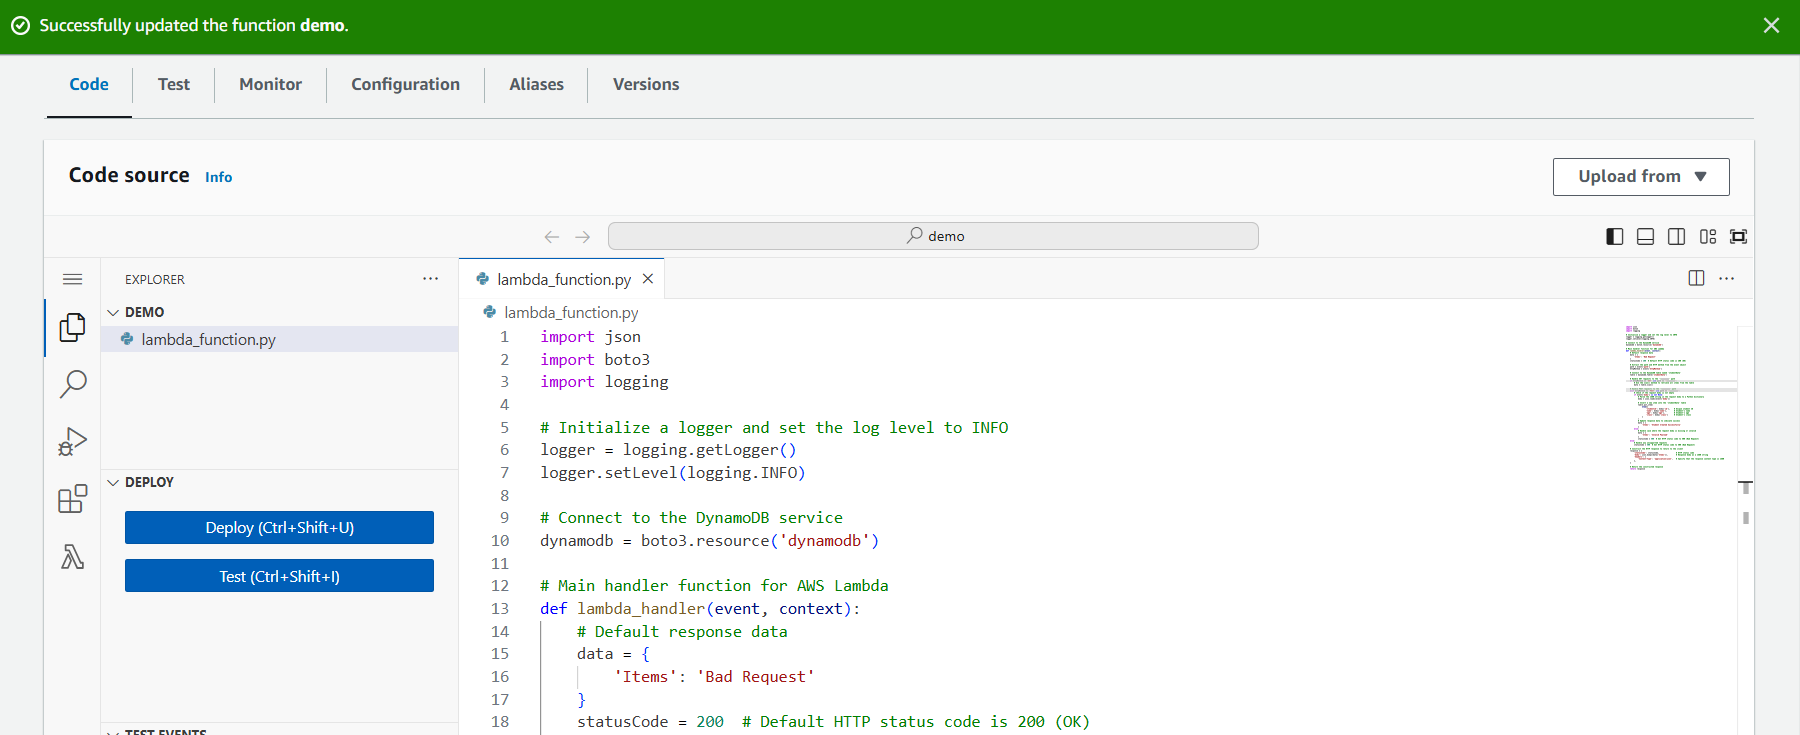 Successfully updated the function demo.
Code Test Monitor Configuration Aliases Versions
Code source Info
Upload from
demo
EXPLORER
DEMO
lambda_function.py
DEPLOY
Deploy (Ctrl+Shift+U)
Test (Ctrl+Shift+I)
TEST EVENTS
lambda_function.py
lambda_function.py
1 import json
2 import boto3
3 import logging
4
5 # Initialize a logger and set the log level to INFO
6 logger = logging.getLogger()
7 logger.setLevel(logging.INFO)
8
9 # Connect to the DynamoDB service
10 dynamodb = boto3.resource('dynamodb')
11
12 # Main handler function for AWS Lambda
13 def lambda_handler(event, context):
14 # Default response data
15 data = {
16 'Items': 'Bad Request'
17 }
18 statusCode = 200 # Default HTTP status code is 200 (OK)